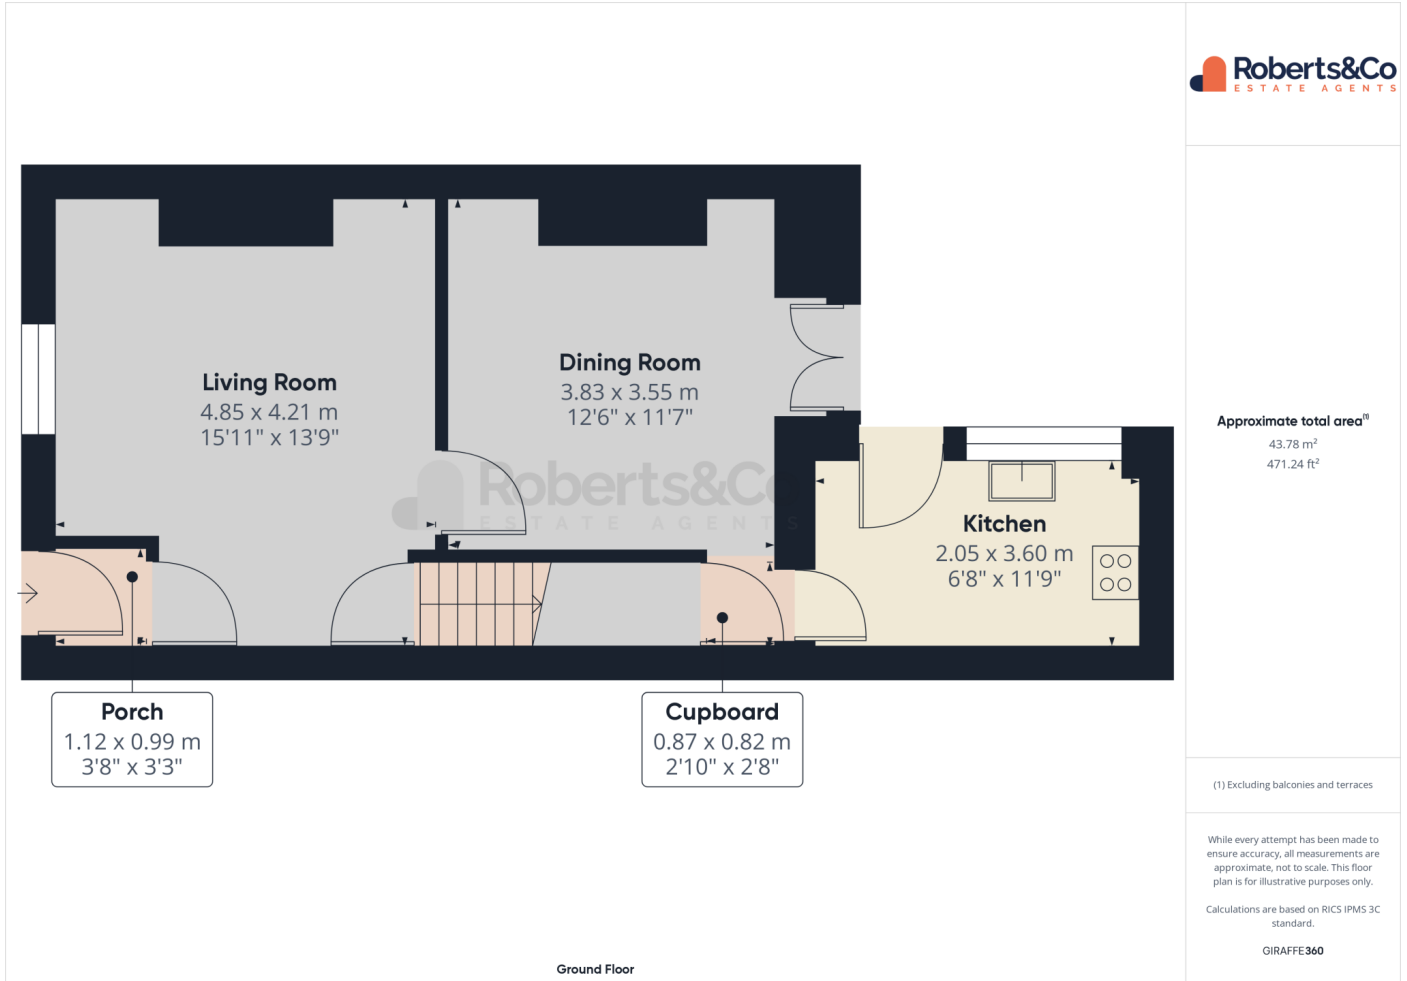 Roberts&Co
ESTATE AGENTS
Living Room
4.85 x 4.21 m
15'11" x 13'9"
Dining Room
3.83 x 3.55 m
12'6" x 11'7"
Roberts&Co
ESTATE AGENTS
Kitchen
2.05 x 3.60 m
6'8" x 11'9"
Porch
1.12 x 0.99 m
3'8" x 3'3"
Cupboard
0.87 x 0.82 m
2'10" x 2'8"
Ground Floor
Approximate total area(1)
43.78 m²
471.24 ft²
(1) Excluding balconies and terraces
While every attempt has been made to
ensure accuracy, all measurements are
approximate, not to scale. This floor
plan is for illustrative purposes only.
Calculations are based on RICS IPMS 3C
standard.
GIRAFFE360